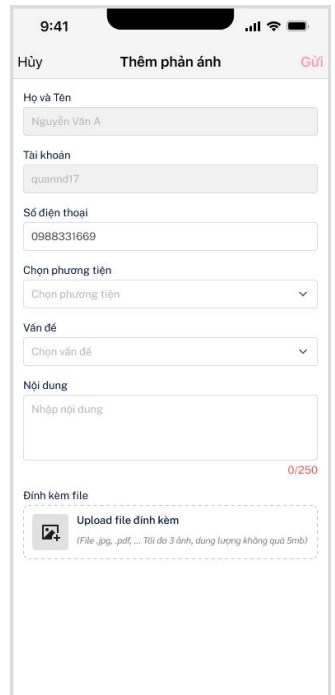 9:41
Hủy Thêm phản ánh Gửi
Họ và Tên
Nguyễn Văn A
Tài khoản
quannd17
Số điện thoại
0988331669
Chọn phương tiện
Chọn phương tiện
Vấn đề
Chọn vấn đề
Nội dung
Nhập nội dung
0/250
Đính kèm file
Upload file đính kèm
(File .jpg, .pdf, ... Tối đa 3 ảnh, dung lượng không quá 5mb)